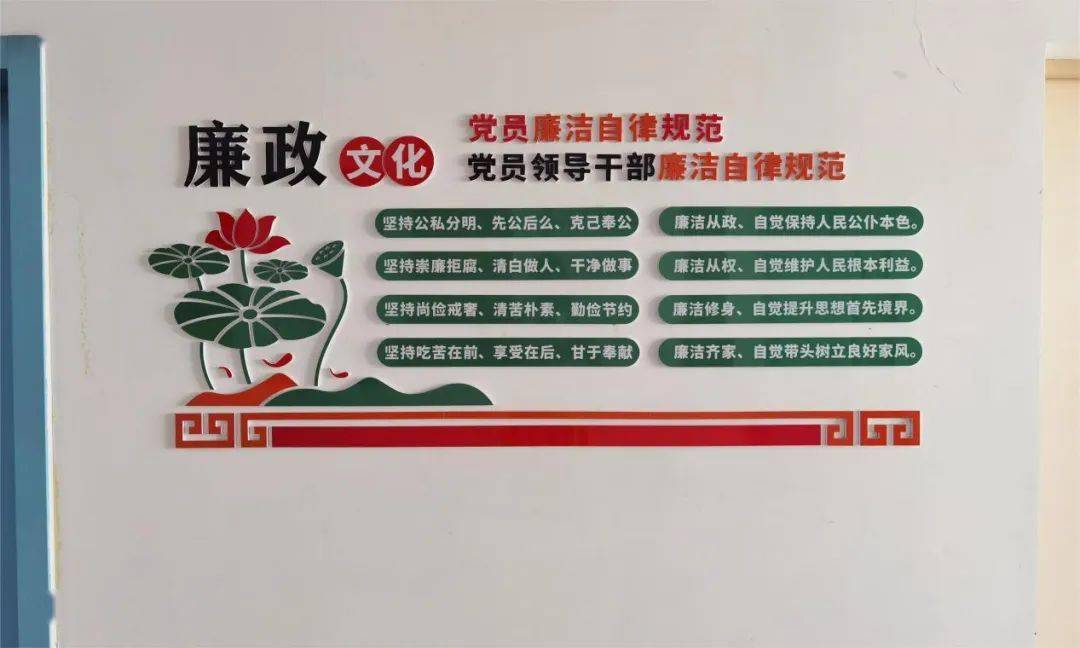 廉政文化
党员廉洁自律规范
党员领导干部廉洁自律规范
坚持公私分明、先公后么、克己奉公
坚持崇廉拒腐、清白做人、干净做事
坚持尚俭戒奢、清苦朴素、勤俭节约
坚持吃苦在前、享受在后、甘于奉献
廉洁从政、自觉保持人民公仆本色。
廉洁从权、自觉维护人民根本利益。
廉洁修身、自觉提升思想首先境界。
廉洁齐家、自觉带头树立良好家风。